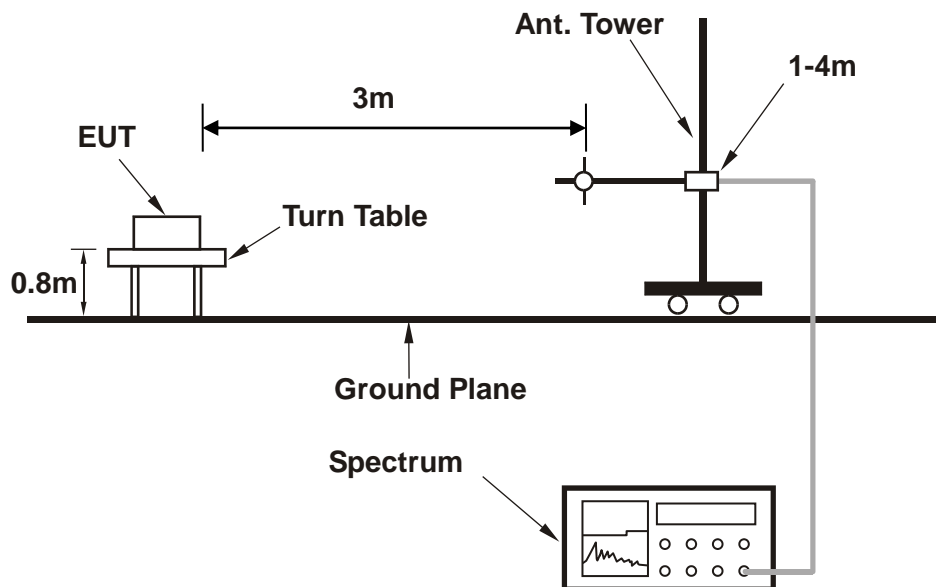 Ant. Tower
1-4m
3m
EUT
Turn Table
0.8m
Ground Plane
Spectrum